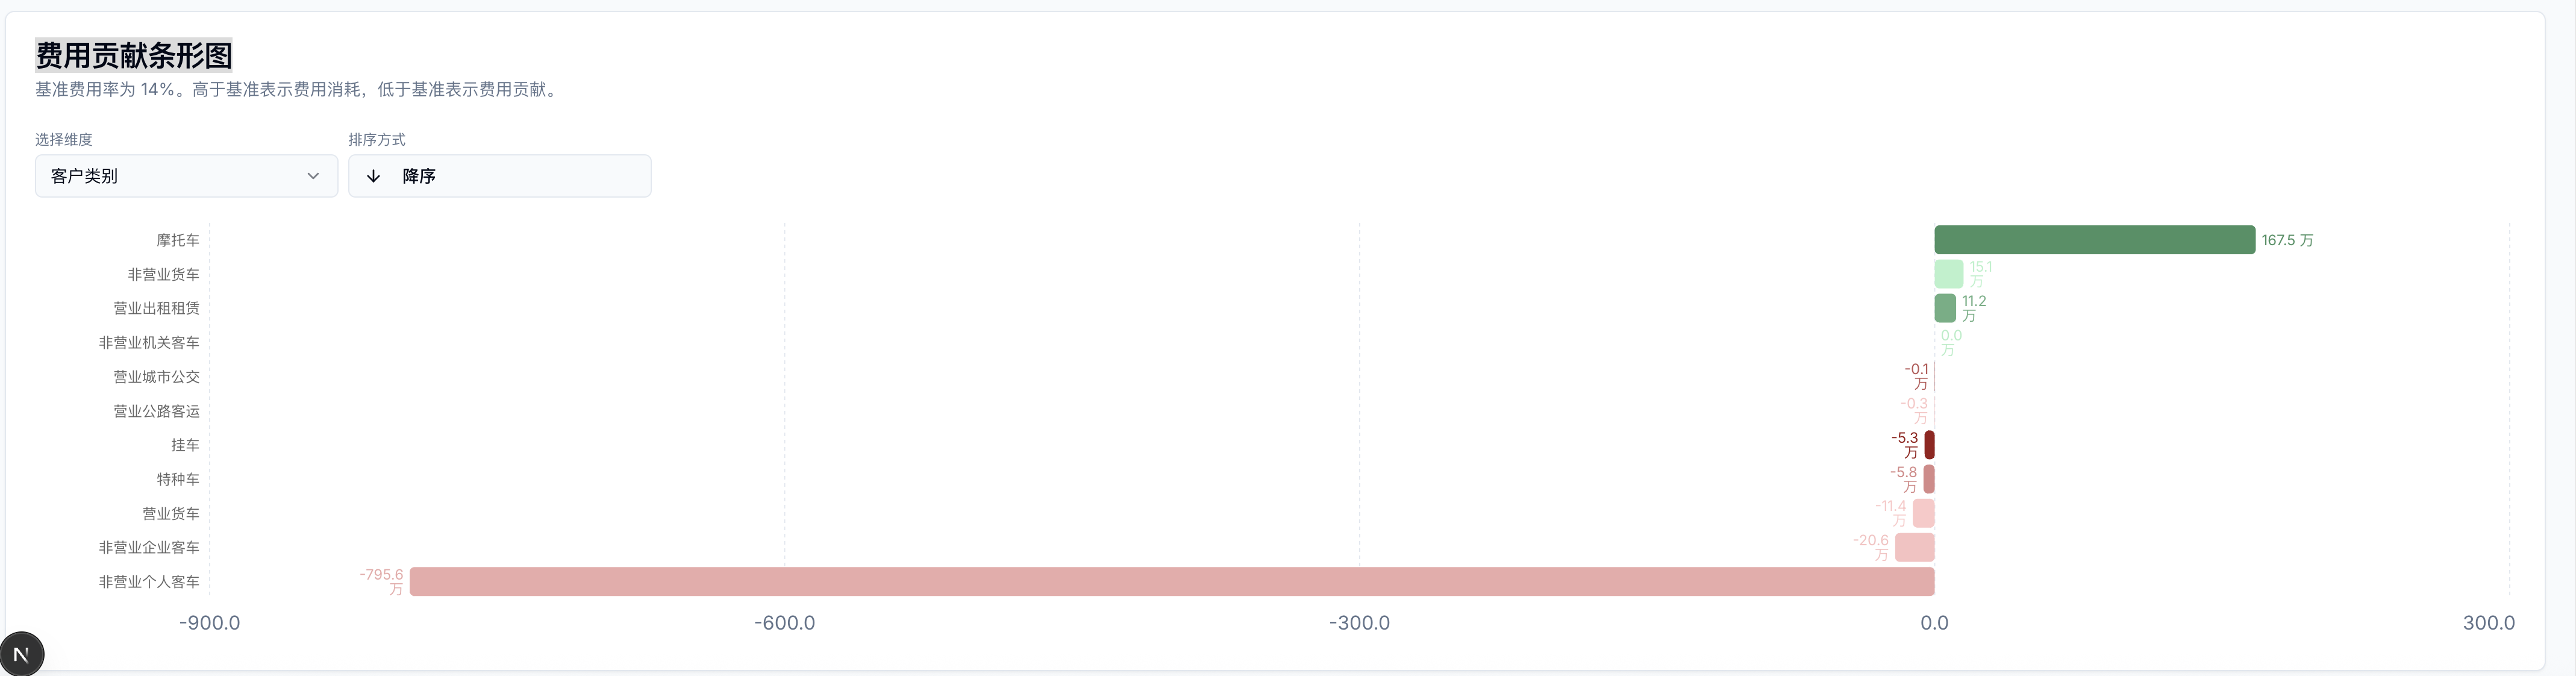 费用贡献条形图
基准费用率为 14%。高于基准表示费用消耗，低于基准表示费用贡献。
选择维度
排序方式
客户类别
降序
摩托车
167.5 万
非营业货车
15.1
万
营业出租租赁
11.2
万
非营业机关客车
0.0
万
营业城市公交
-0.1
万
营业公路客运
-0.3
万
挂车
-5.3
万
特种车
-5.8
万
营业货车
-11.4
万
非营业企业客车
-20.6
万
非营业个人客车
-795.6
万
-900.0
-600.0
-300.0
0.0
300.0
N